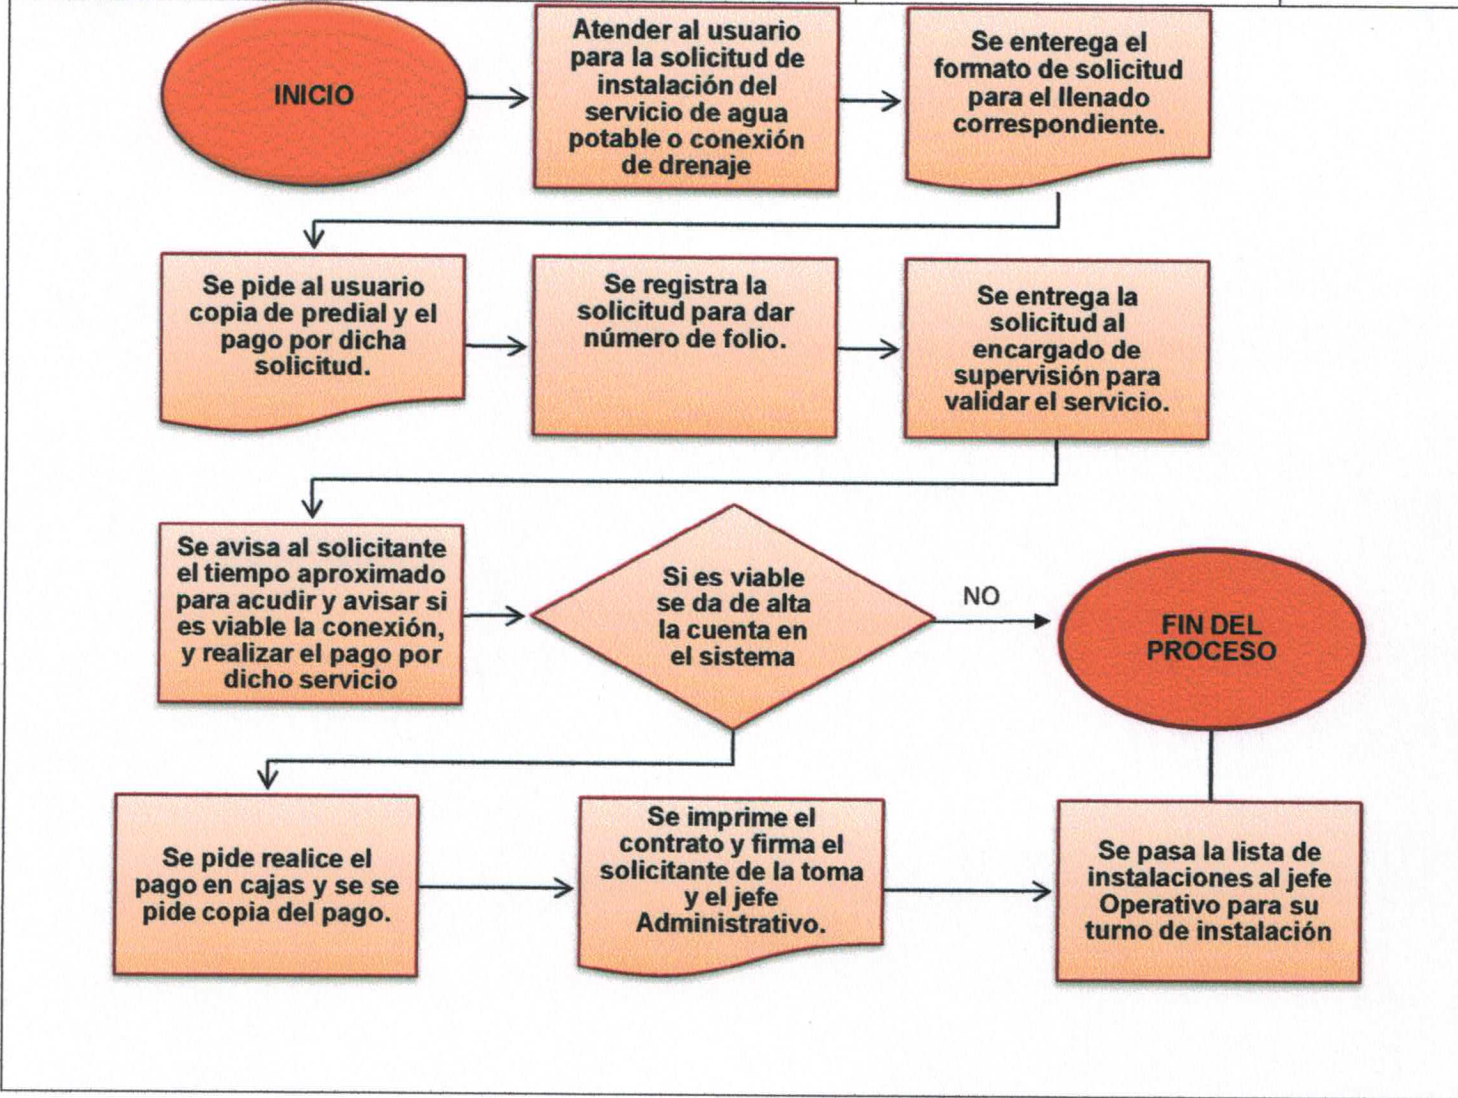 INICIO
Atender al usuario
para la solicitud de
instalación del
servicio de agua
potable o conexión
de drenaje
Se enterega el
formato de solicitud
para el llenado
correspondiente.
Se pide al usuario
copia de predial y el
pago por dicha
solicitud.
Se registra la
solicitud para dar
número de folio.
Se entrega la
solicitud al
encargado de
supervisión para
validar el servicio.
Se avisa al solicitante
el tiempo aproximado
para acudir y avisar si
es viable la conexión,
y realizar el pago por
dicho servicio
Si es viable
se da de alta
la cuenta en
el sistema
NO
FIN DEL
PROCESO
Se pide realice el
pago en cajas y se se
pide copia del pago.
Se imprime el
contrato y firma el
solicitante de la toma
y el jefe
Administrativo.
Se pasa la lista de
instalaciones al jefe
Operativo para su
turno de instalación